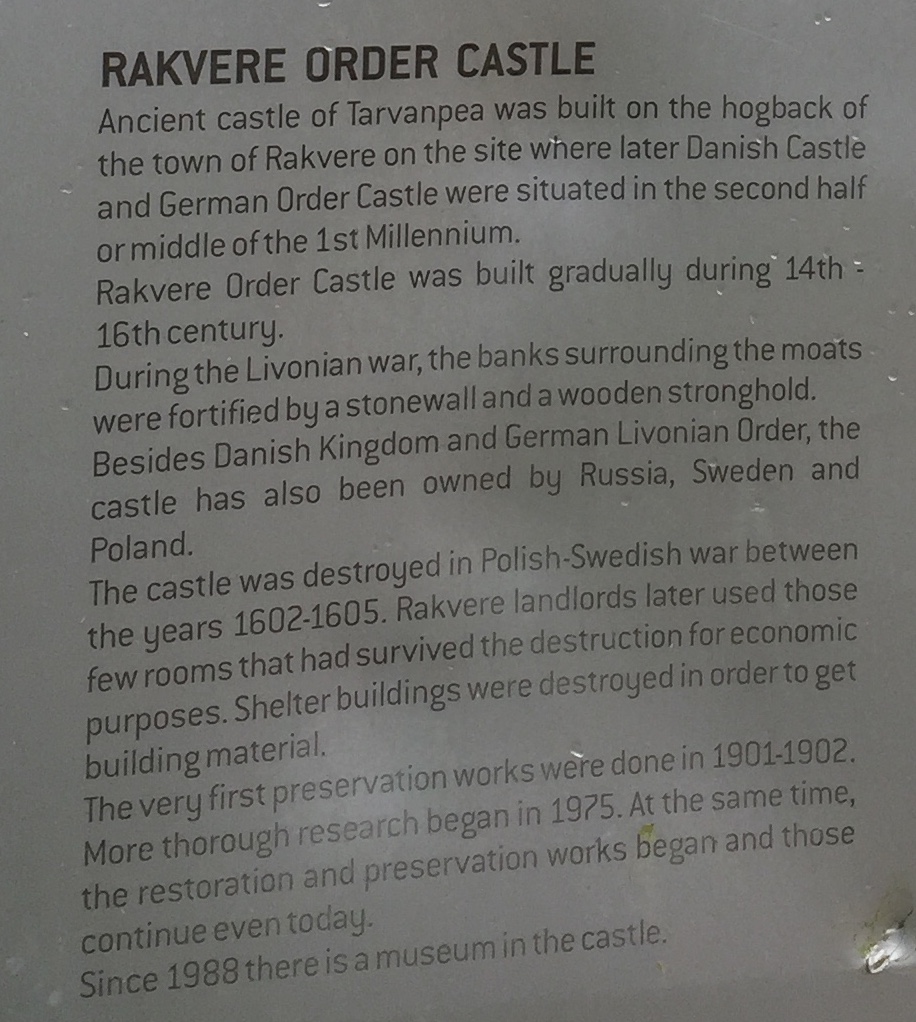 RAKVERE ORDER CASTLE
Ancient castle of Tarvanpea was built on the hogback of
the town of Rakvere on the site where later Danish Castle
and German Order Castle were situated in the second half
or middle of the 1st Millennium.
Rakvere Order Castle was built gradually during 14th -
16th century.
During the Livonian war, the banks surrounding the moats
were fortified by a stonewall and a wooden stronghold.
Besides Danish Kingdom and German Livonian Order, the
castle has also been owned by Russia, Sweden and
Poland.
The castle was destroyed in Polish-Swedish war between
the years 1602-1605. Rakvere landlords later used those
few rooms that had survived the destruction for economic
purposes. Shelter buildings were destroyed in order to get
building material.
The very first preservation works were done in 1901-1902.
More thorough research began in 1975. At the same time,
the restoration and preservation works began and those
continue even today.
Since 1988 there is a museum in the castle.